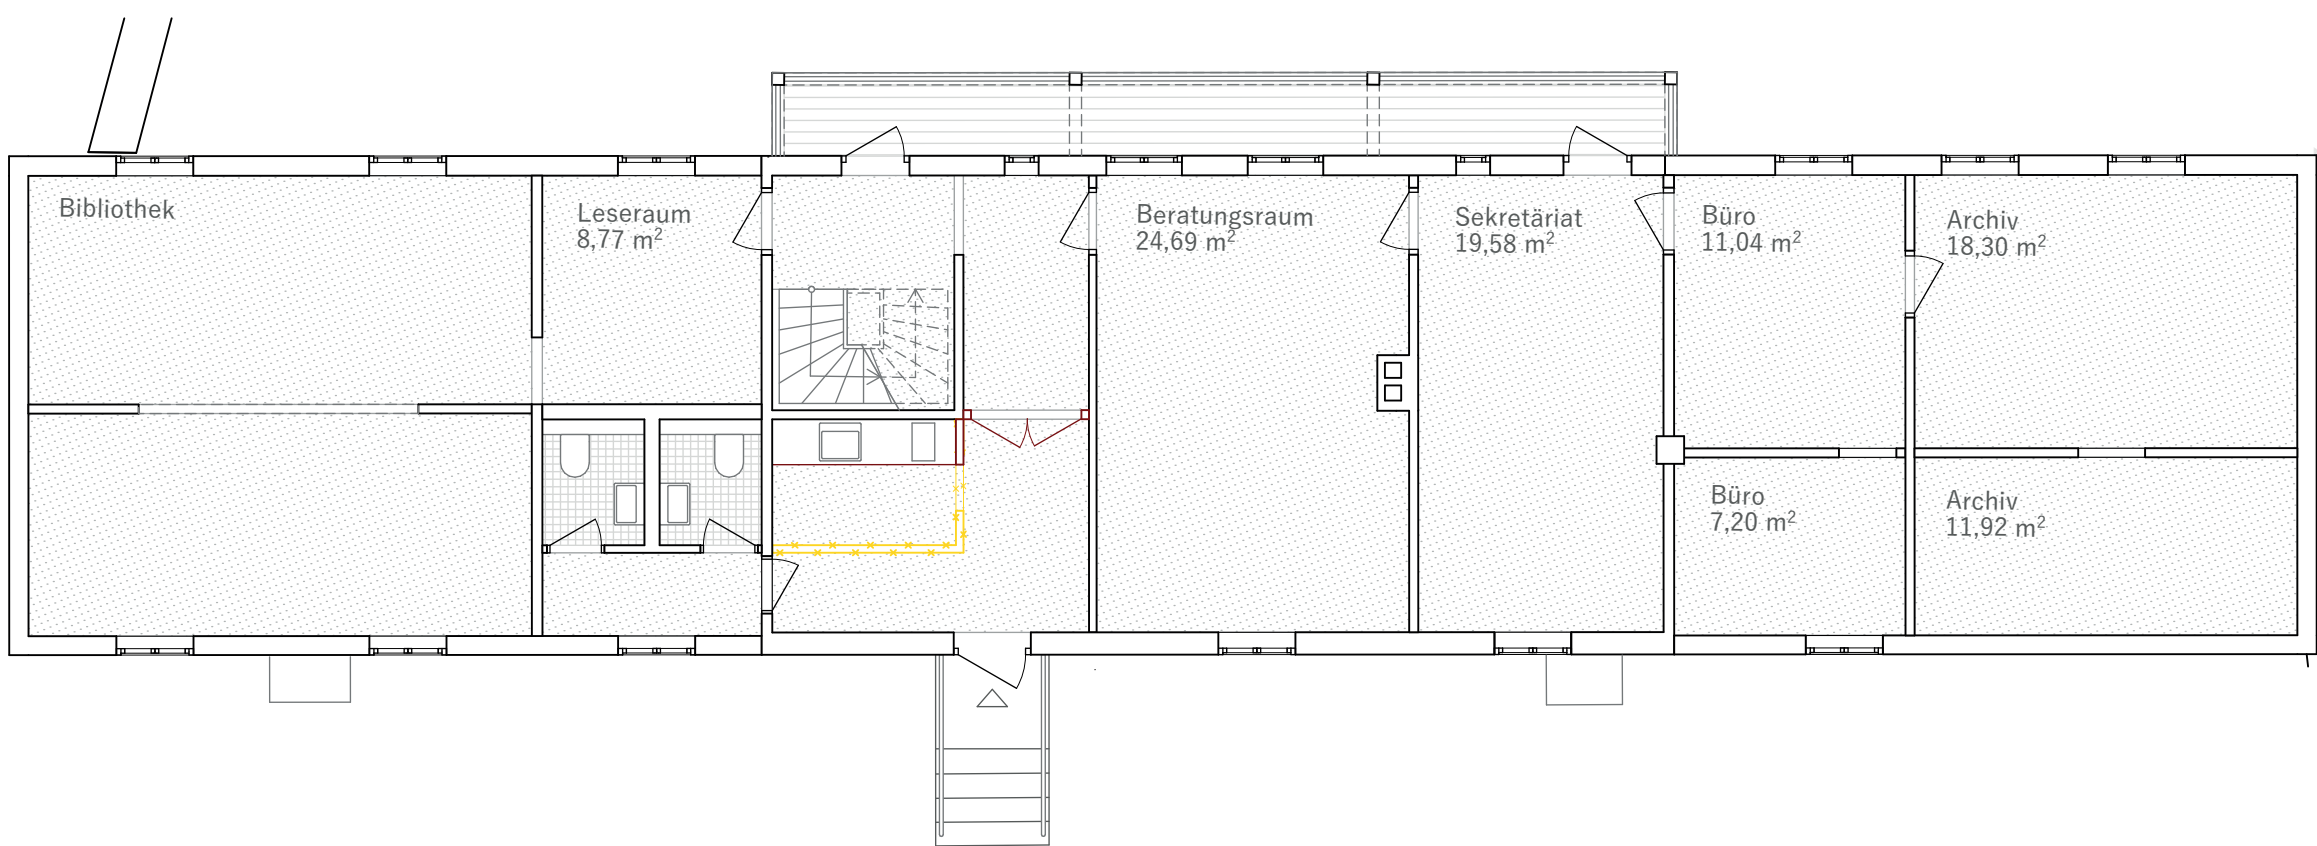 Bibliothek
Leseraum
8,77 m²
Beratungsraum
24,69 m²
Sekretäriat
19,58 m²
Büro
11,04 m²
Archiv
18,30 m²
Büro
7,20 m²
Archiv
11,92 m²